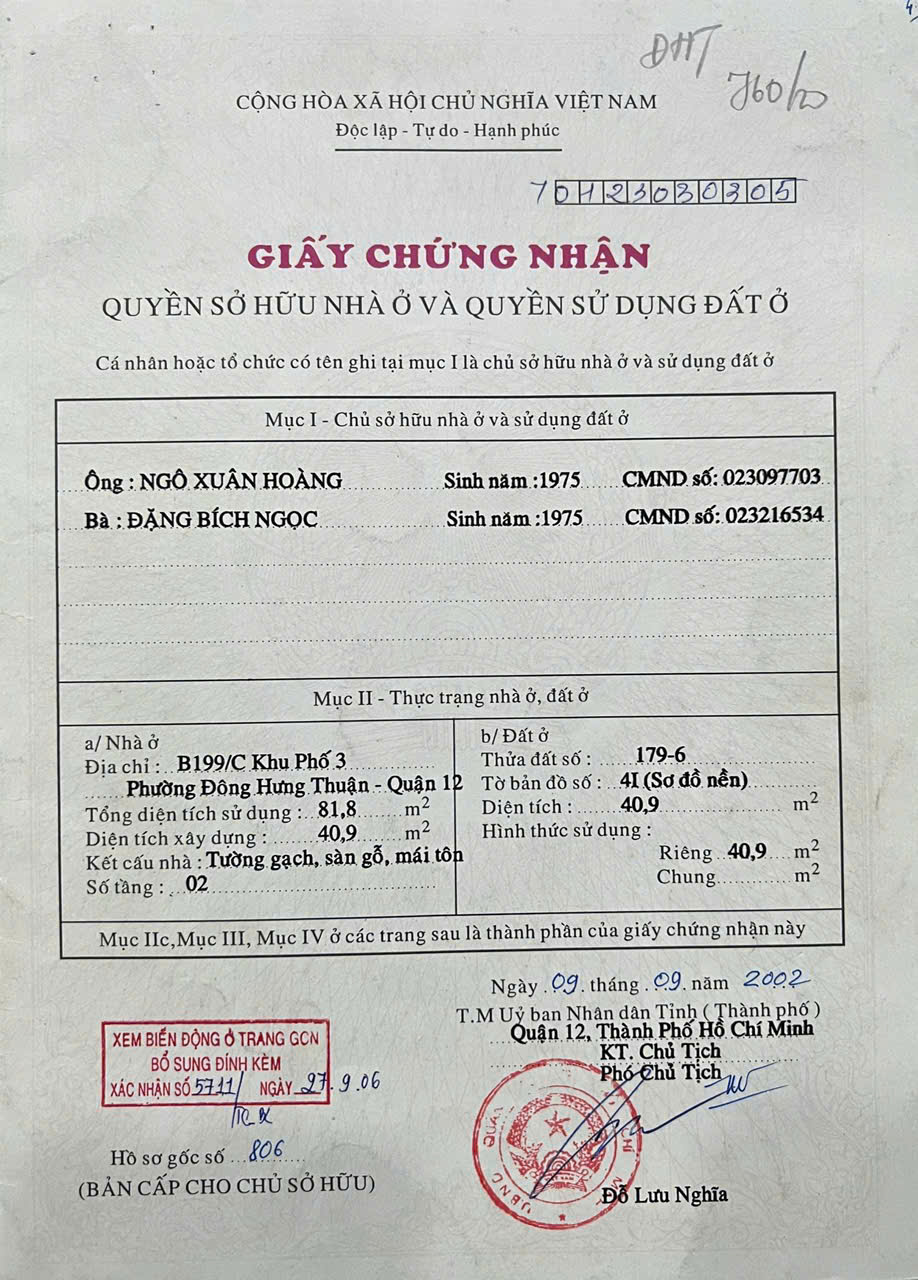 ĐHT
760/20
CỘNG HÒA XÃ HỘI CHỦ NGHĨA VIỆT NAM
Độc lập - Tự do - Hạnh phúc
70123030305
GIẤY CHỨNG NHẬN
QUYỀN SỞ HỮU NHÀ Ở VÀ QUYỀN SỬ DỤNG ĐẤT Ở
Cá nhân hoặc tổ chức có tên ghi tại mục I là chủ sở hữu nhà ở và sử dụng đất ở
Mục I - Chủ sở hữu nhà ở và sử dụng đất ở
Ông : NGÔ XUÂN HOÀNG Sinh năm :1975 CMND số: 023097703
Bà : ĐẶNG BÍCH NGỌC Sinh năm :1975 CMND số: 023216534
Mục II - Thực trạng nhà ở, đất ở
a/ Nhà ở
Địa chỉ : B199/C Khu Phố 3
Phường Đông Hưng Thuận - Quận 12
Tổng diện tích sử dụng : 81,8 m²
Diện tích xây dựng : 40,9 m²
Kết cấu nhà : Tường gạch, sàn gỗ, mái tôn
Số tầng : 02
b/ Đất ở
Thửa đất số : 179-6
Tờ bản đồ số : 4I (Sơ đồ nền)
Diện tích : 40,9 m²
Hình thức sử dụng :
Riêng 40,9 m²
Chung m²
Mục IIc,Mục III, Mục IV ở các trang sau là thành phần của giấy chứng nhận này
Ngày 09 tháng 09 năm 2002
T.M Uỷ ban Nhân dân Tỉnh ( Thành phố )
Quận 12, Thành Phố Hồ Chí Minh
KT. Chủ Tịch
Phó Chủ Tịch
Đỗ Lưu Nghĩa
XEM BIẾN ĐỘNG Ở TRANG GCN
BỔ SUNG ĐÍNH KÈM
XÁC NHẬN SỐ 5711/ NGÀY 27.9.06
Hồ sơ gốc số 806
(BẢN CẤP CHO CHỦ SỞ HỮU)